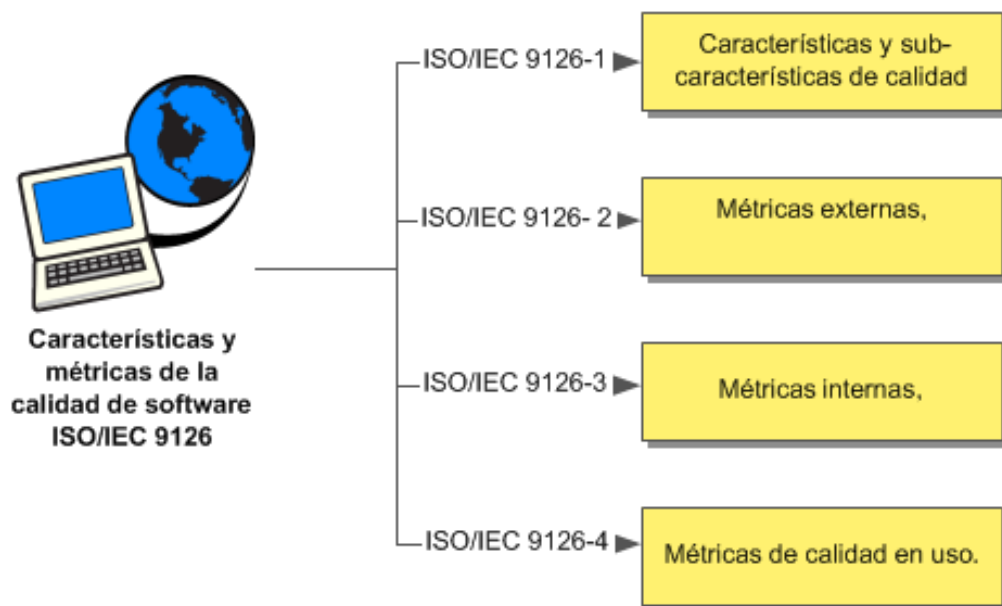 Características y
métricas de la
calidad de software
ISO/IEC 9126
ISO/IEC 9126-1
Características y sub-
características de calidad
ISO/IEC 9126- 2
Métricas externas,
ISO/IEC 9126-3
Métricas internas,
ISO/IEC 9126-4
Métricas de calidad en uso.